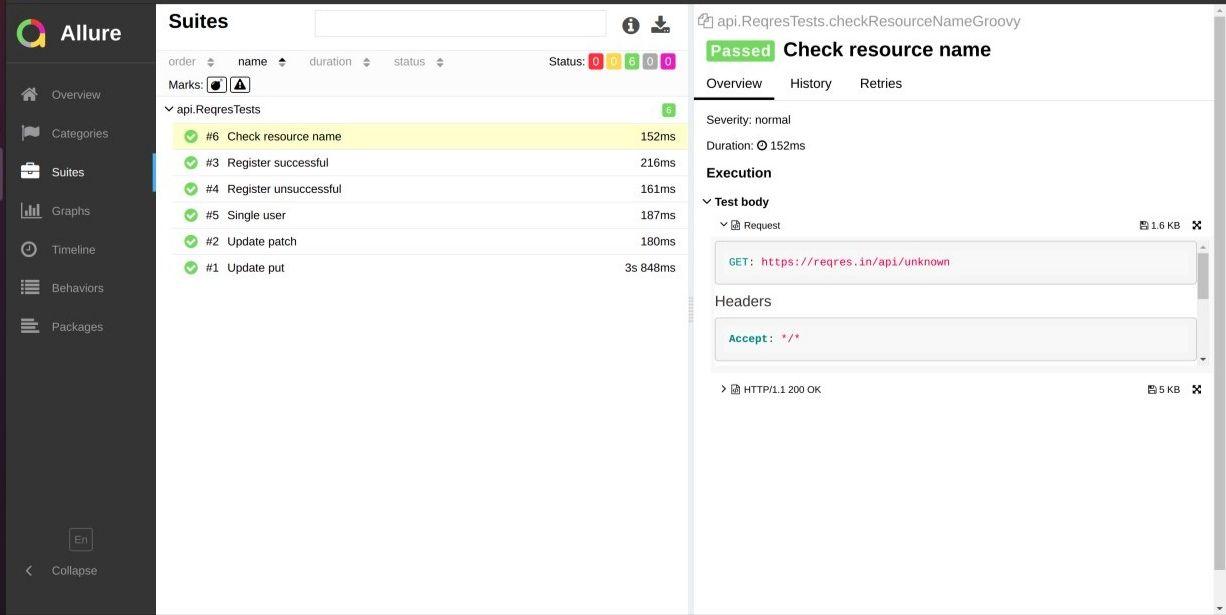 Allure
Overview
Categories
Suites
Graphs
Timeline
Behaviors
Packages
En
Collapse
Suites
order name duration status Status: 0 0 6 0 0
Marks:
api.ReqresTests 6
#6 Check resource name 152ms
#3 Register successful 216ms
#4 Register unsuccessful 161ms
#5 Single user 187ms
#2 Update patch 180ms
#1 Update put 3s 848ms
api.ReqresTests.checkResourceNameGroovy
Passed Check resource name
Overview History Retries
Severity: normal
Duration: 152ms
Execution
Test body
Request 1.6 KB
GET: https://reqres.in/api/unknown
Headers
Accept: */*
HTTP/1.1 200 OK 5 KB